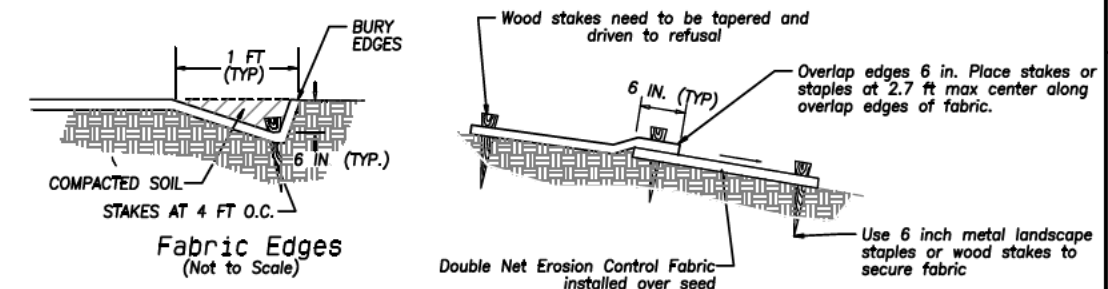 BURY
EDGES
1 FT
(TYP)
6 IN (TYP.)
COMPACTED SOIL
STAKES AT 4 FT O.C.
Fabric Edges
(Not to Scale)
Wood stakes need to be tapered and
driven to refusal
6 IN. (TYP)
Overlap edges 6 in. Place stakes or
staples at 2.7 ft max center along
overlap edges of fabric.
Use 6 inch metal landscape
staples or wood stakes to
secure fabric
Double Net Erosion Control Fabric
installed over seed